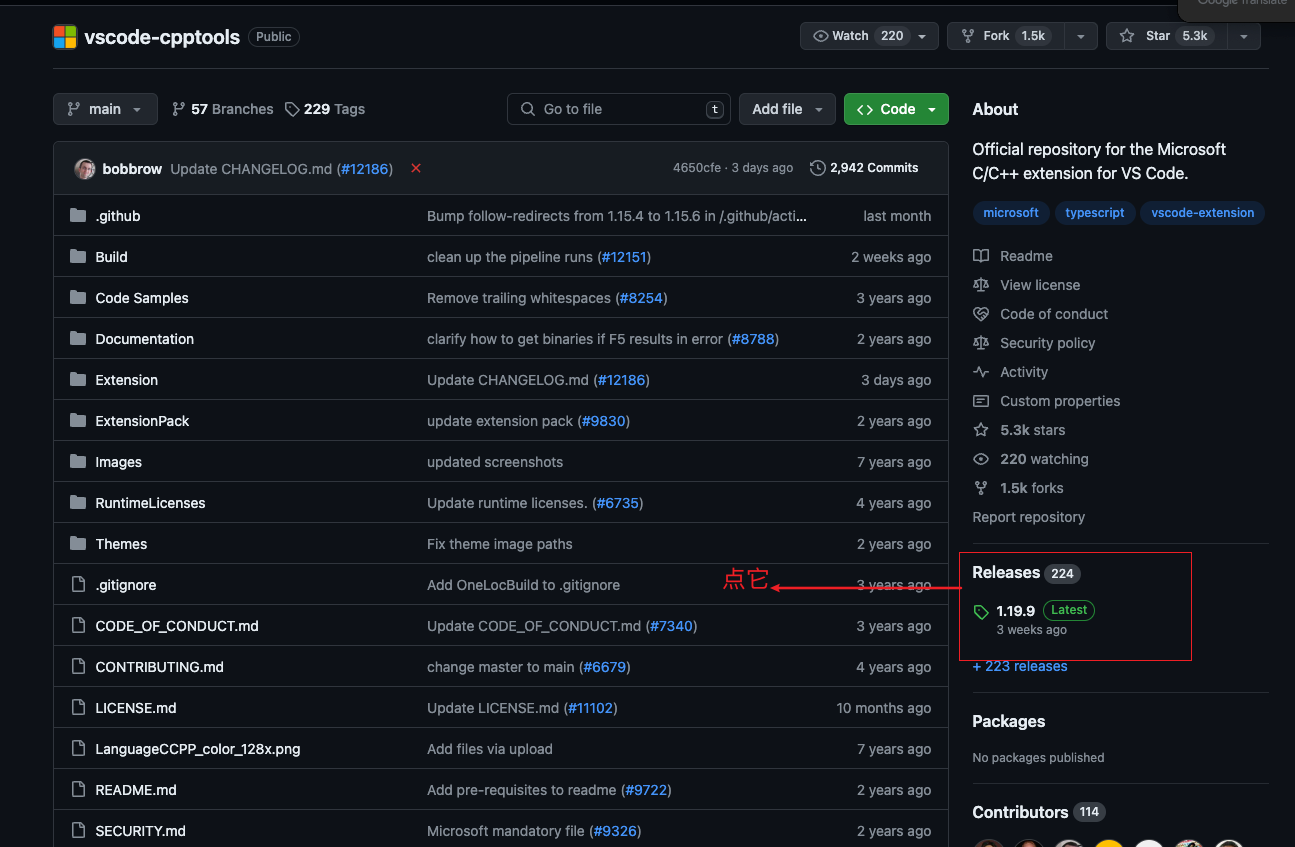 Google Translate
vscode-cpptools Public
Watch 220 Fork 1.5k Star 5.3k
main 57 Branches 229 Tags Go to file t Add file Code
bobbrow Update CHANGELOG.md (#12186) 4650cfe · 3 days ago 2,942 Commits
.github Bump follow-redirects from 1.15.4 to 1.15.6 in /.github/acti... last month
Build clean up the pipeline runs (#12151) 2 weeks ago
Code Samples Remove trailing whitespaces (#8254) 3 years ago
Documentation clarify how to get binaries if F5 results in error (#8788) 2 years ago
Extension Update CHANGELOG.md (#12186) 3 days ago
ExtensionPack update extension pack (#9830) 2 years ago
Images updated screenshots 7 years ago
RuntimeLicenses Update runtime licenses. (#6735) 4 years ago
Themes Fix theme image paths 2 years ago
.gitignore Add OneLocBuild to .gitignore 3 years ago
点它
CODE_OF_CONDUCT.md Update CODE_OF_CONDUCT.md (#7340) 3 years ago
CONTRIBUTING.md change master to main (#6679) 4 years ago
LICENSE.md Update LICENSE.md (#11102) 10 months ago
LanguageCCPP_color_128x.png Add files via upload 7 years ago
README.md Add pre-requisites to readme (#9722) 2 years ago
SECURITY.md Microsoft mandatory file (#9326) 2 years ago
About
Official repository for the Microsoft
C/C++ extension for VS Code.
microsoft typescript vscode-extension
Readme
View license
Code of conduct
Security policy
Activity
Custom properties
5.3k stars
220 watching
1.5k forks
Report repository
Releases 224
1.19.9 Latest
3 weeks ago
+ 223 releases
Packages
No packages published
Contributors 114